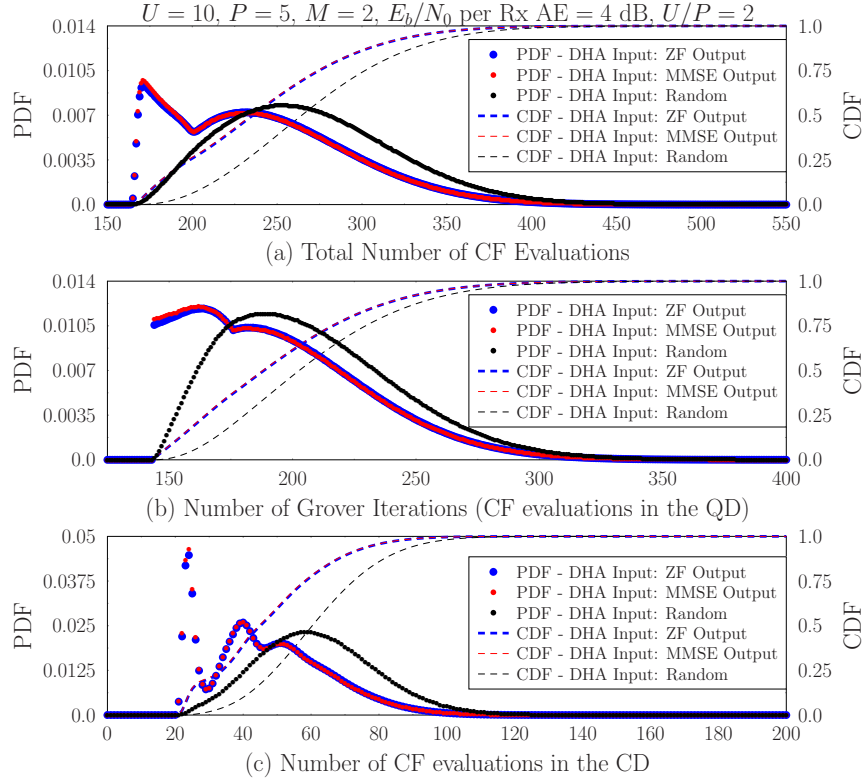 U = 10, P = 5, M = 2, E_b/N_0 per Rx AE = 4 dB, U/P = 2
0.014
0.0105
0.007
0.0035
0.0
PDF
1.0
0.75
0.5
0.25
0.0
CDF
PDF - DHA Input: ZF Output
PDF - DHA Input: MMSE Output
PDF - DHA Input: Random
CDF - DHA Input: ZF Output
CDF - DHA Input: MMSE Output
CDF - DHA Input: Random
150 200 250 300 350 400 450 500 550
(a) Total Number of CF Evaluations
0.014
0.0105
0.007
0.0035
0.0
PDF
1.0
0.75
0.5
0.25
0.0
CDF
PDF - DHA Input: ZF Output
PDF - DHA Input: MMSE Output
PDF - DHA Input: Random
CDF - DHA Input: ZF Output
CDF - DHA Input: MMSE Output
CDF - DHA Input: Random
150 200 250 300 350 400
(b) Number of Grover Iterations (CF evaluations in the QD)
0.05
0.0375
0.025
0.0125
0.0
PDF
1.0
0.75
0.5
0.25
0.0
CDF
PDF - DHA Input: ZF Output
PDF - DHA Input: MMSE Output
PDF - DHA Input: Random
CDF - DHA Input: ZF Output
CDF - DHA Input: MMSE Output
CDF - DHA Input: Random
0 20 40 60 80 100 120 140 160 180 200
(c) Number of CF evaluations in the CD